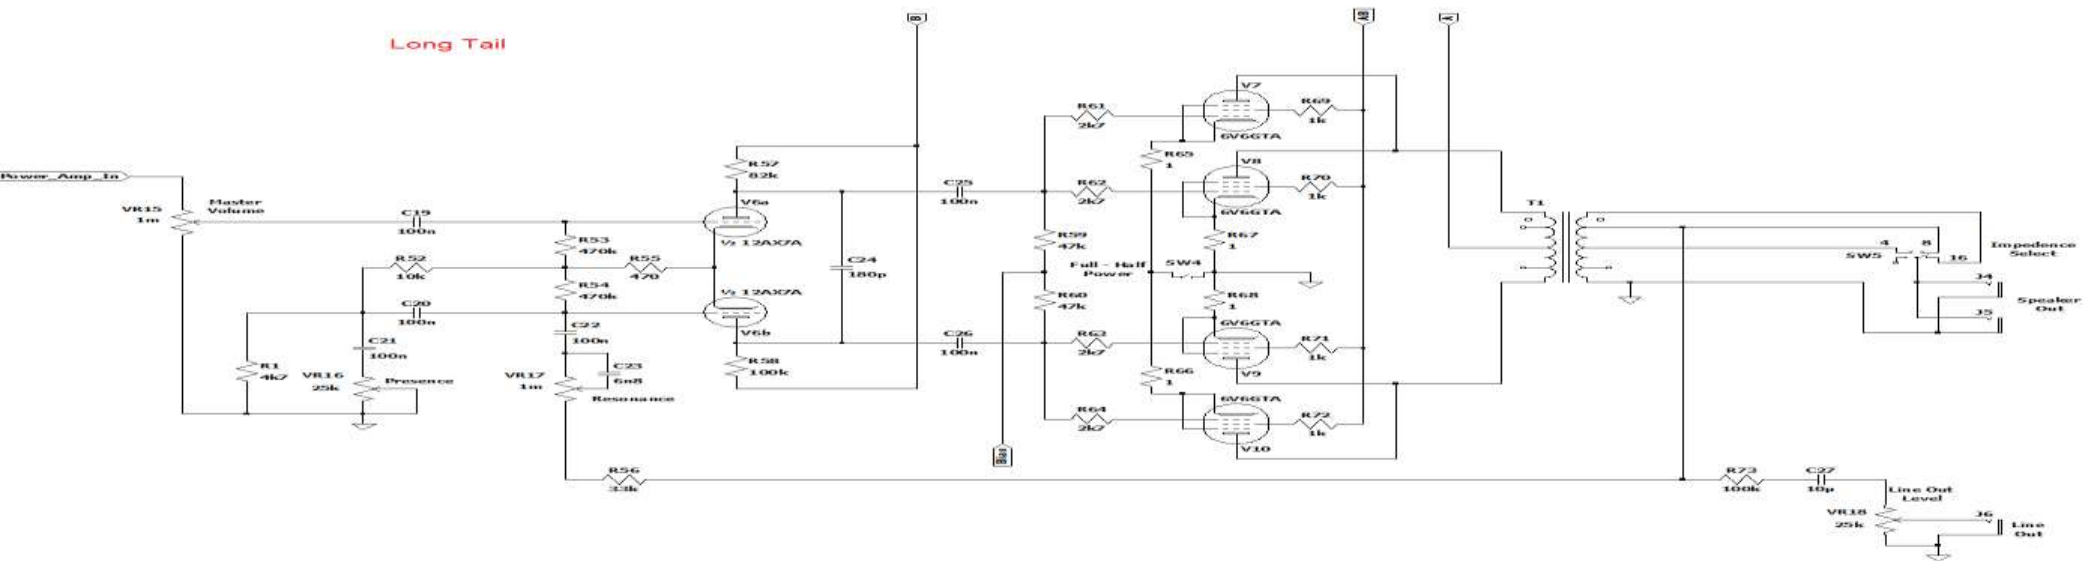 Long Tail
B
AB
A
Power_Amp_In
VR15
1m
Master
Volume
C19
100n
R53
470k
R52
10k
R55
470
R54
470k
C20
100n
R1
4k7
C21
100n
VR16
25k
Presence
C22
100n
VR17
1m
C23
6n8
Resonance
R56
33k
R57
82k
V6a
½ 12AX7A
½ 12AX7A
V6b
R58
100k
C24
180p
C25
100n
C26
100n
R59
47k
R60
47k
Bias
R61
2k7
R62
2k7
R63
2k7
R64
2k7
Full - Half
Power
SW4
R65
1
R67
1
R68
1
R66
1
V7
6V6GTA
V8
6V6GTA
6V6GTA
V9
6V6GTA
V10
R69
1k
R70
1k
R71
1k
R72
1k
T1
4
8
16
SW5
Impedence
Select
J4
Speaker
Out
J5
R73
100k
C27
10µ
Line Out
Level
VR18
25k
J6
Line
Out